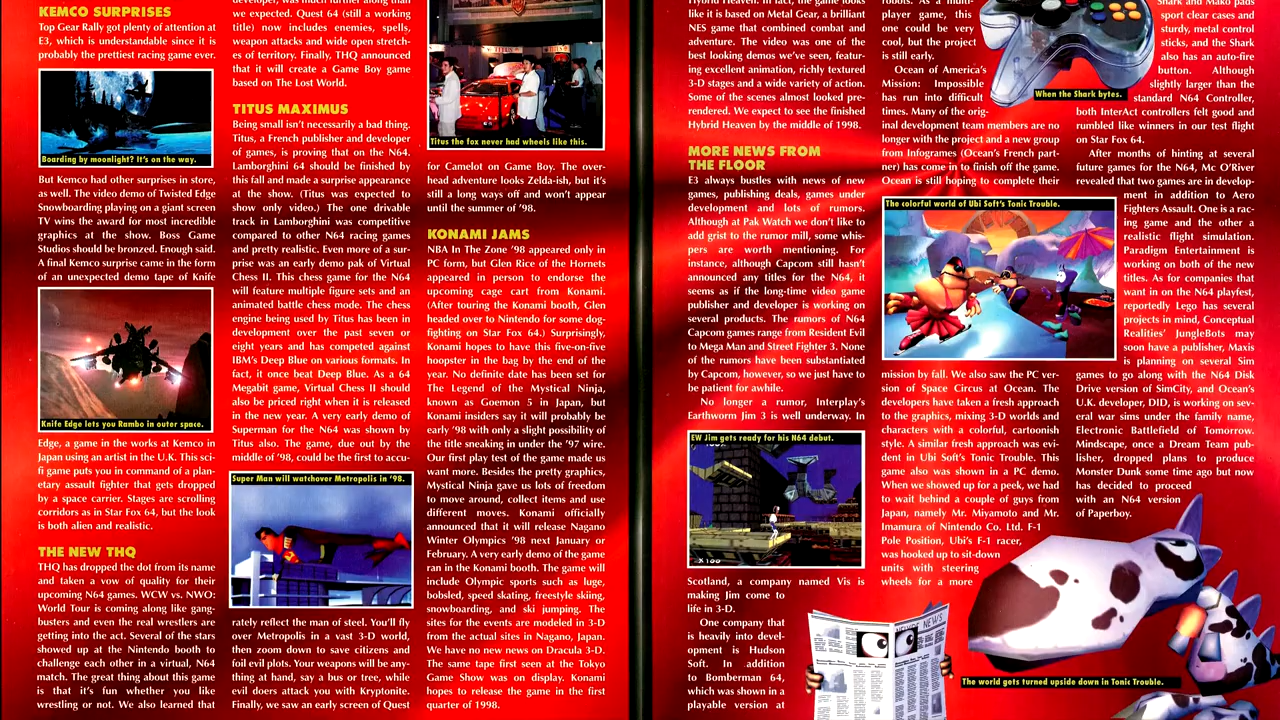 KEMCO SURPRISES
Top Gear Rally got plenty of attention at
E3, which is understandable since it is
probably the prettiest racing game ever.
Boarding by moonlight? It's on the way.
But Kemco had other surprises in store,
as well. The video demo of Twisted Edge
Snowboarding playing on a giant screen
TV wins the award for most incredible
graphics at the show. Boss Game
Studios should be bronzed. Enough said.
A final Kemco surprise came in the form
of an unexpected demo tape of Knife
Knife Edge lets you Rambo in outer space.
Edge, a game in the works at Kemco in
Japan using an artist in the U.K. This sci-
fi game puts you in command of a plan-
etary assault fighter that gets dropped
by a space carrier. Stages are scrolling
corridors as in Star Fox 64, but the look
is both alien and realistic.
THE NEW THQ
THQ has dropped the dot from its name
and taken a vow of quality for their
upcoming N64 games. WCW vs. NWO:
World Tour is coming along like gang-
busters and even the real wrestlers are
getting into the act. Several of the stars
showed up at the Nintendo booth to
challenge each other in a virtual, N64
match. The great thing about this game
is that it's fun whether you like
wrestling or not. We also learned that
developer, was much further along than
we expected. Quest 64 (still a working
title) now includes enemies, spells,
weapon attacks and wide open stretch-
es of territory. Finally, THQ announced
that it will create a Game Boy game
based on The Lost World.
TITUS MAXIMUS
Being small isn't necessarily a bad thing.
Titus, a French publisher and developer
of games, is proving that on the N64.
Lamborghini 64 should be finished by
this fall and made a surprise appearance
at the show. (Titus was expected to
show only video.) The one drivable
track in Lamborghini was competitive
compared to other N64 racing games
and pretty realistic. Even more of a sur-
prise was an early demo pak of Virtual
Chess II. This chess game for the N64
will feature multiple figure sets and an
animated battle chess mode. The chess
engine being used by Titus has been in
development over the past seven or
eight years and has competed against
IBM's Deep Blue on various formats. In
fact, it once beat Deep Blue. As a 64
Megabit game, Virtual Chess II should
also be priced right when it is released
in the new year. A very early demo of
Superman for the N64 was shown by
Titus also. The game, due out by the
middle of '98, could be the first to accu-
Super Man will watchover Metropolis in '98.
rately reflect the man of steel. You'll fly
over Metropolis in a vast 3-D world,
then zoom down to save citizens and
foil evil plots. Your weapons will be any-
thing at hand, say a bus or tree, while
evil doers attack you with Kryptonite.
Finally, we saw an early screen of Quest
Titus the fox never had wheels like this.
for Camelot on Game Boy. The over-
head adventure looks Zelda-ish, but it's
still a long ways off and won't appear
until the summer of '98.
KONAMI JAMS
NBA In The Zone '98 appeared only in
PC form, but Glen Rice of the Hornets
appeared in person to endorse the
upcoming cage cart from Konami.
(After touring the Konami booth, Glen
headed over to Nintendo for some dog-
fighting on Star Fox 64.) Surprisingly,
Konami hopes to have this five-on-five
hoopster in the bag by the end of the
year. No definite date has been set for
The Legend of the Mystical Ninja,
known as Goemon 5 in Japan, but
Konami insiders say it will probably be
early '98 with only a slight possibility of
the title sneaking in under the '97 wire.
Our first play test of the game made us
want more. Besides the pretty graphics,
Mystical Ninja gave us lots of freedom
to move around, collect items and use
different moves. Konami officially
announced that it will release Nagano
Winter Olympics '98 next January or
February. A very early demo of the game
ran in the Konami booth. The game will
include Olympic sports such as luge,
bobsled, speed skating, freestyle skiing,
snowboarding, and ski jumping. The
sites for the events are modeled in 3-D
from the actual sites in Nagano, Japan.
We have no new news on Dracula 3-D.
The same tape first seen at the Tokyo
Game Show was on display. Konami
hopes to release the game in the first
quarter of 1998.
Hybrid Heaven. In fact, the game looks
like it is based on Metal Gear, a brilliant
NES game that combined combat and
adventure. The video was one of the
best looking demos we've seen, featur-
ing excellent animation, richly textured
3-D stages and a wide variety of action.
Some of the scenes almost looked pre-
rendered. We expect to see the finished
Hybrid Heaven by the middle of 1998.
MORE NEWS FROM
THE FLOOR
E3 always bustles with news of new
games, publishing deals, games under
development and lots of rumors.
Although at Pak Watch we don't like to
add grist to the rumor mill, some whis-
pers are worth mentioning. For
instance, although Capcom still hasn't
announced any titles for the N64, it
seems as if the long-time video game
publisher and developer is working on
several products. The rumors of N64
Capcom games range from Resident Evil
to Mega Man and Street Fighter 3. None
of the rumors have been substantiated
by Capcom, however, so we just have to
be patient for awhile.
No longer a rumor, Interplay's
Earthworm Jim 3 is well underway. In
EW Jim gets ready for his N64 debut.
Scotland, a company named Vis is
making Jim come to
life in 3-D.
One company that
is heavily into devel-
opment is Hudson
Soft. In addition
to Bomberman 64,
which was shown in a
playable version at
robots. As a multi-
player game, this
one could be very
cool, but the project
is still early.
Ocean of America's
Mission: Impossible
has run into difficult
times. Many of the orig-
inal development team members are no
longer with the project and a new group
from Infogrames (Ocean's French part-
ner) has come in to finish off the game.
Ocean is still hoping to complete their
The colorful world of Ubi Soft's Tonic Trouble.
mission by fall. We also saw the PC ver-
sion of Space Circus at Ocean. The
developers have taken a fresh approach
to the graphics, mixing 3-D worlds and
characters with a colorful, cartoonish
style. A similar fresh approach was evi-
dent in Ubi Soft's Tonic Trouble. This
game also was shown in a PC demo.
When we showed up for a peek, we had
to wait behind a couple of guys from
Japan, namely Mr. Miyamoto and Mr.
Imamura of Nintendo Co. Ltd. F-1
Pole Position, Ubi's F-1 racer,
was hooked up to sit-down
units with steering
wheels for a more
When the Shark bytes.
Shark and Mako pads
sport clear cases and
sturdy, metal control
sticks, and the Shark
also has an auto-fire
button. Although
slightly larger than the
standard N64 Controller,
both InterAct controllers felt good and
rumbled like winners in our test flight
on Star Fox 64.
After months of hinting at several
future games for the N64, Mc O'River
revealed that two games are in develop-
ment in addition to Aero
Fighters Assault. One is a rac-
ing game and the other a
realistic flight simulation.
Paradigm Entertainment is
working on both of the new
titles. As for companies that
want in on the N64 playfest,
reportedly Lego has several
projects in mind, Conceptual
Realities' JungleBots may
soon have a publisher, Maxis
is planning on several Sim
games to go along with the N64 Disk
Drive version of SimCity, and Ocean's
U.K. developer, DID, is working on sev-
eral war sims under the family name,
Electronic Battlefield of Tomorrow.
Mindscape, once a Dream Team pub-
lisher, dropped plans to produce
Monster Dunk some time ago but now
has decided to proceed
with an N64 version
of Paperboy.
NEWS
The world gets turned upside down in Tonic Trouble.